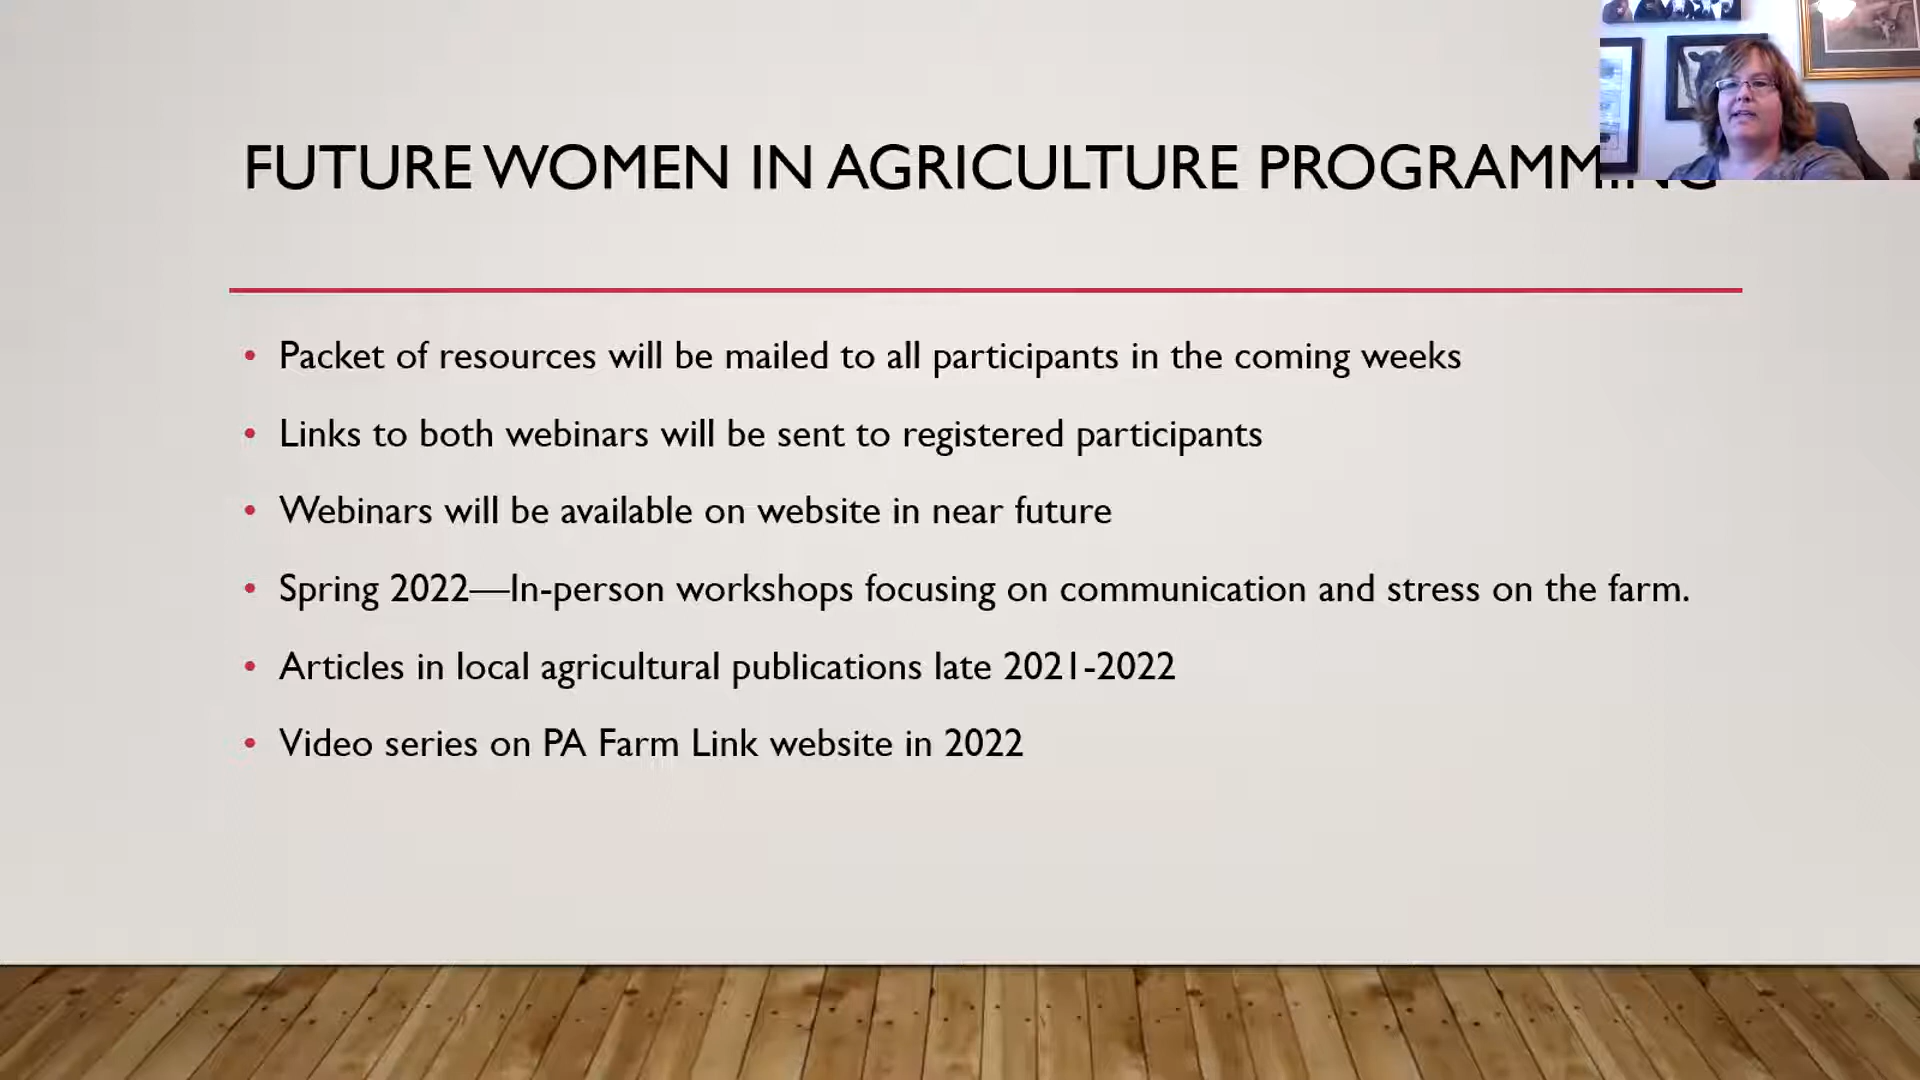 FUTURE WOMEN IN AGRICULTURE PROGRAMMING
• Packet of resources will be mailed to all participants in the coming weeks
• Links to both webinars will be sent to registered participants
• Webinars will be available on website in near future
• Spring 2022—In-person workshops focusing on communication and stress on the farm.
• Articles in local agricultural publications late 2021-2022
• Video series on PA Farm Link website in 2022